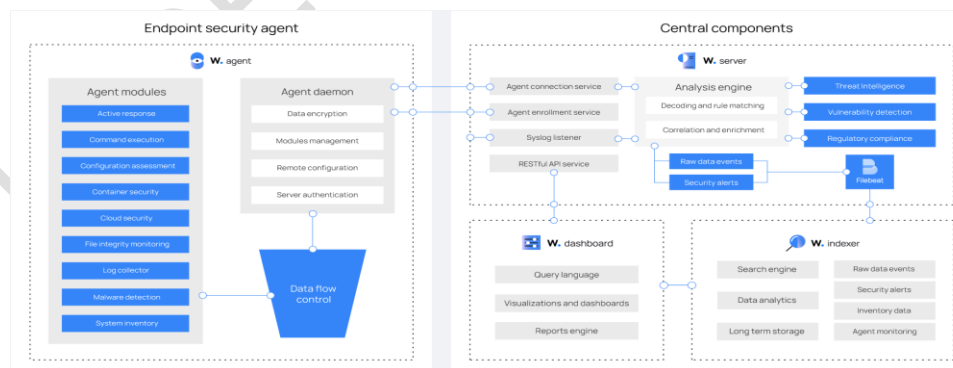 Endpoint security agent
W. agent
Agent modules
Active response
Command execution
Configuration assessment
Container security
Cloud security
File integrity monitoring
Log collector
Malware detection
System inventory
Agent daemon
Data encryption
Modules management
Remote configuration
Server authentication
Data flow
control
Central components
W. server
Agent connection service
Agent enrollment service
Syslog listener
RESTful API service
Analysis engine
Decoding and rule matching
Correlation and enrichment
Threat Intelligence
Vulnerability detection
Regulatory compliance
Raw data events
Security alerts
Filebeat
W. dashboard
Query language
Visualizations and dashboards
Reports engine
W. indexer
Search engine
Data analytics
Long term storage
Raw data events
Security alerts
Inventory data
Agent monitoring